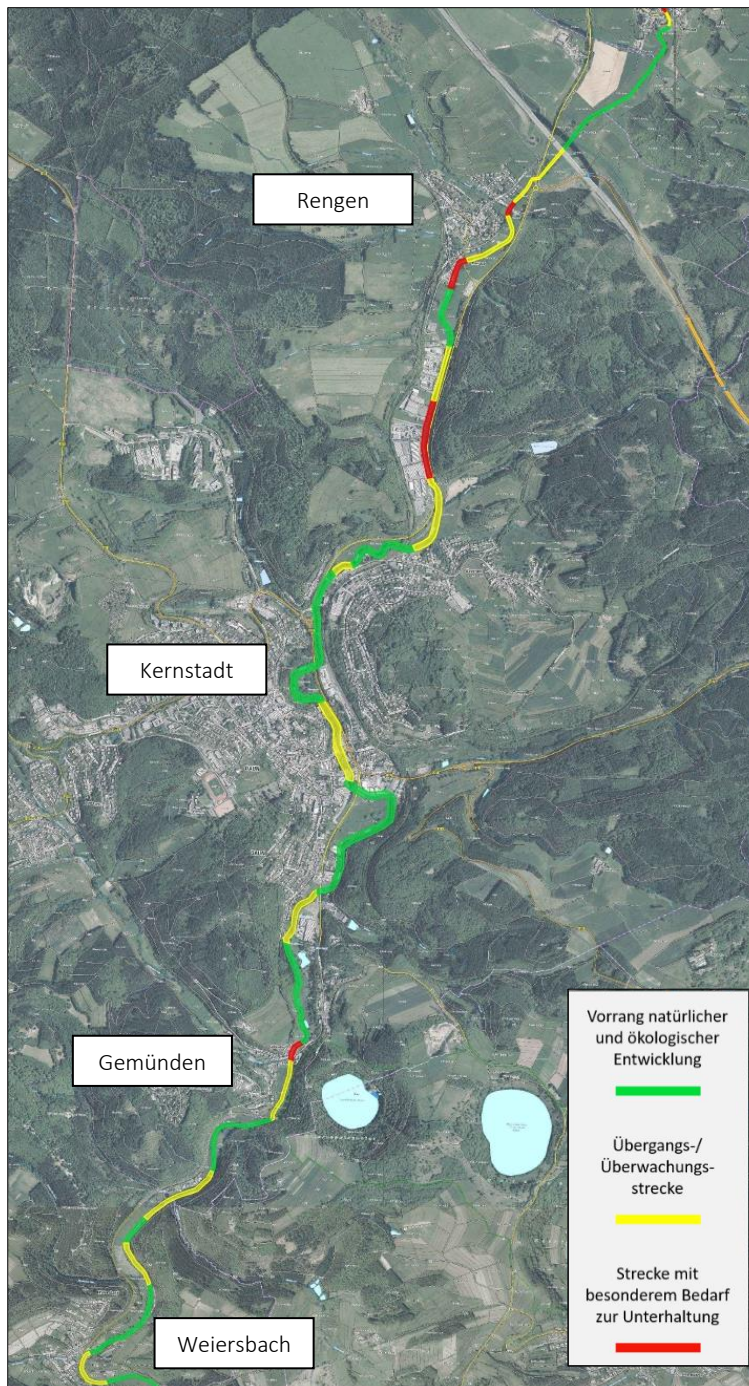 Rengen
Kernstadt
Gemünden
Weiersbach
Vorrang natürlicher
und ökologischer
Entwicklung
Übergangs-/
Überwachungs-
strecke
Strecke mit
besonderem Bedarf
zur Unterhaltung